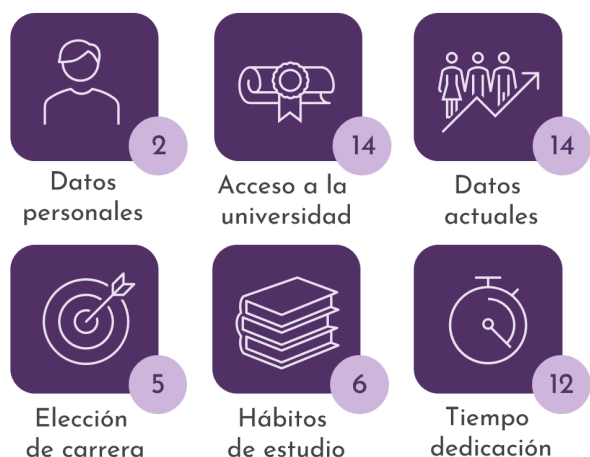 2
14
14
Datos
personales
Acceso a la
universidad
Datos
actuales
5
6
12
Elección
de carrera
Hábitos
de estudio
Tiempo
dedicación